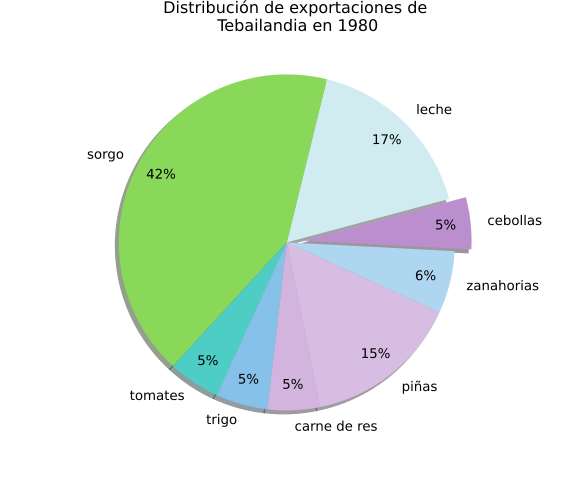 Distribución de exportaciones de
Tebailandia en 1980
leche
17%
sorgo
42%
cebollas
5%
zanahorias
6%
piñas
15%
carne de res
5%
trigo
5%
tomates
5%